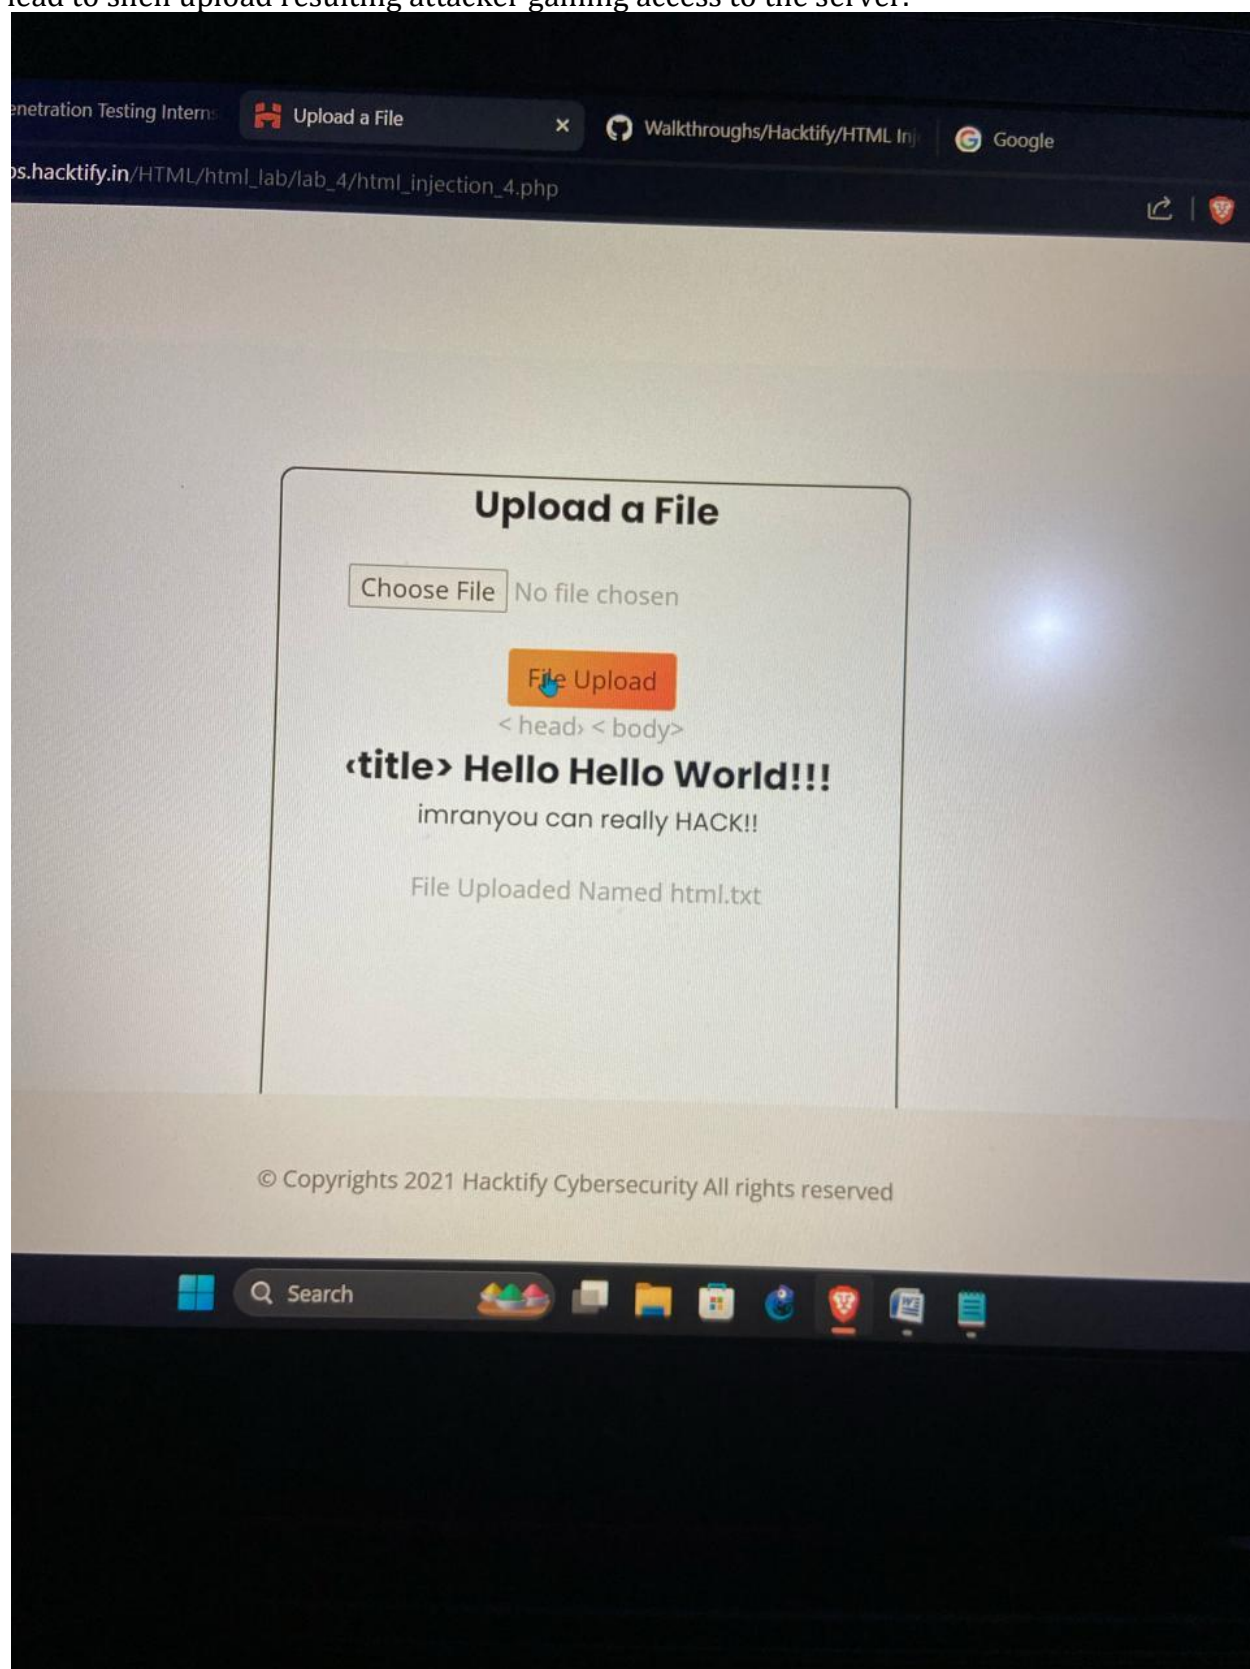 lead to shell upload resulting attacker gaining access to the server.
enetration Testing Interns
Upload a File
Walkthroughs/Hacktify/HTML Inj
Google
os.hacktify.in/HTML/html_lab/lab_4/html_injection_4.php
Upload a File
Choose File No file chosen
File Upload
< head› < body>
‹title> Hello Hello World!!!
imranyou can really HACK!!
File Uploaded Named html.txt
© Copyrights 2021 Hacktify Cybersecurity All rights reserved
Search